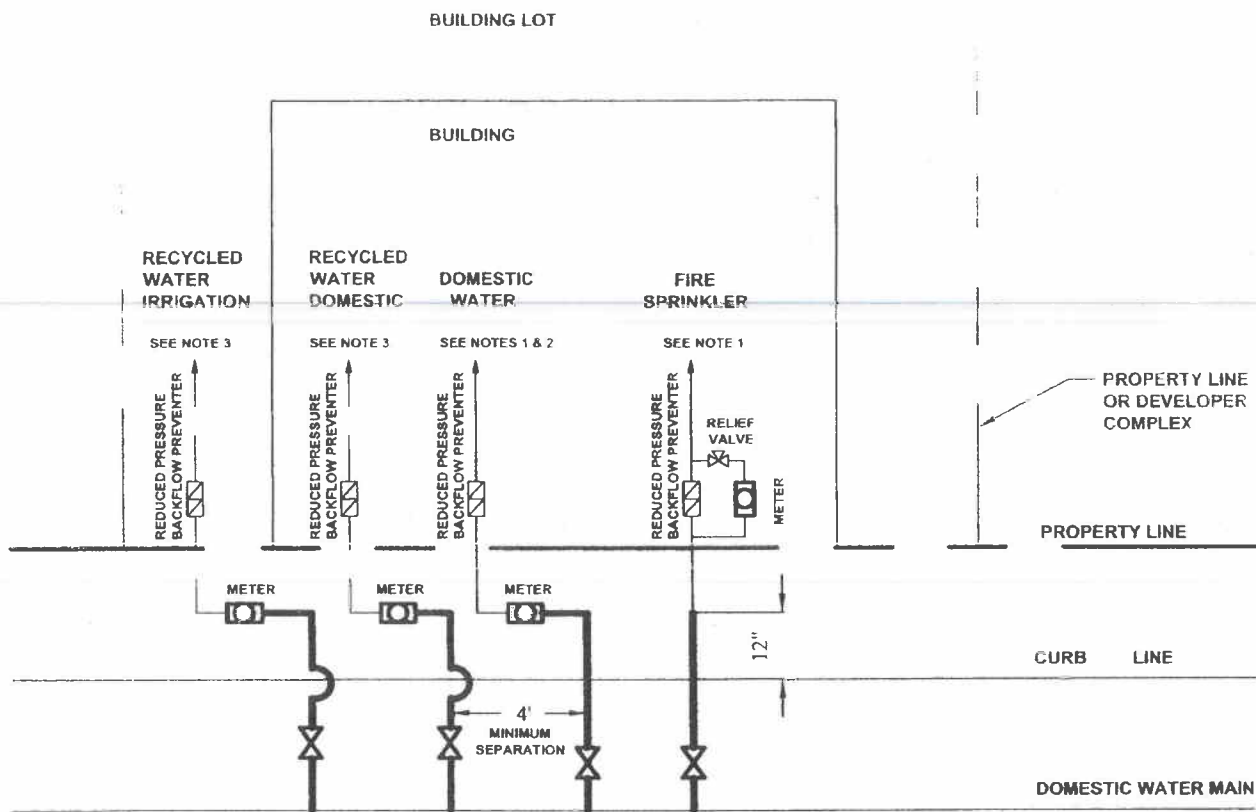 BUILDING LOT
BUILDING
RECYCLED
WATER
IRRIGATION
RECYCLED
WATER
DOMESTIC
DOMESTIC
WATER
FIRE
SPRINKLER
SEE NOTE 3
SEE NOTE 3
SEE NOTES 1 & 2
SEE NOTE 1
REDUCED PRESSURE
BACKFLOW PREVENTER
REDUCED PRESSURE
BACKFLOW PREVENTER
REDUCED PRESSURE
BACKFLOW PREVENTER
REDUCED PRESSURE
BACKFLOW PREVENTER
RELIEF
VALVE
METER
PROPERTY LINE
OR DEVELOPER
COMPLEX
PROPERTY LINE
METER
METER
METER
12"
CURB LINE
4'
MINIMUM
SEPARATION
DOMESTIC WATER MAIN